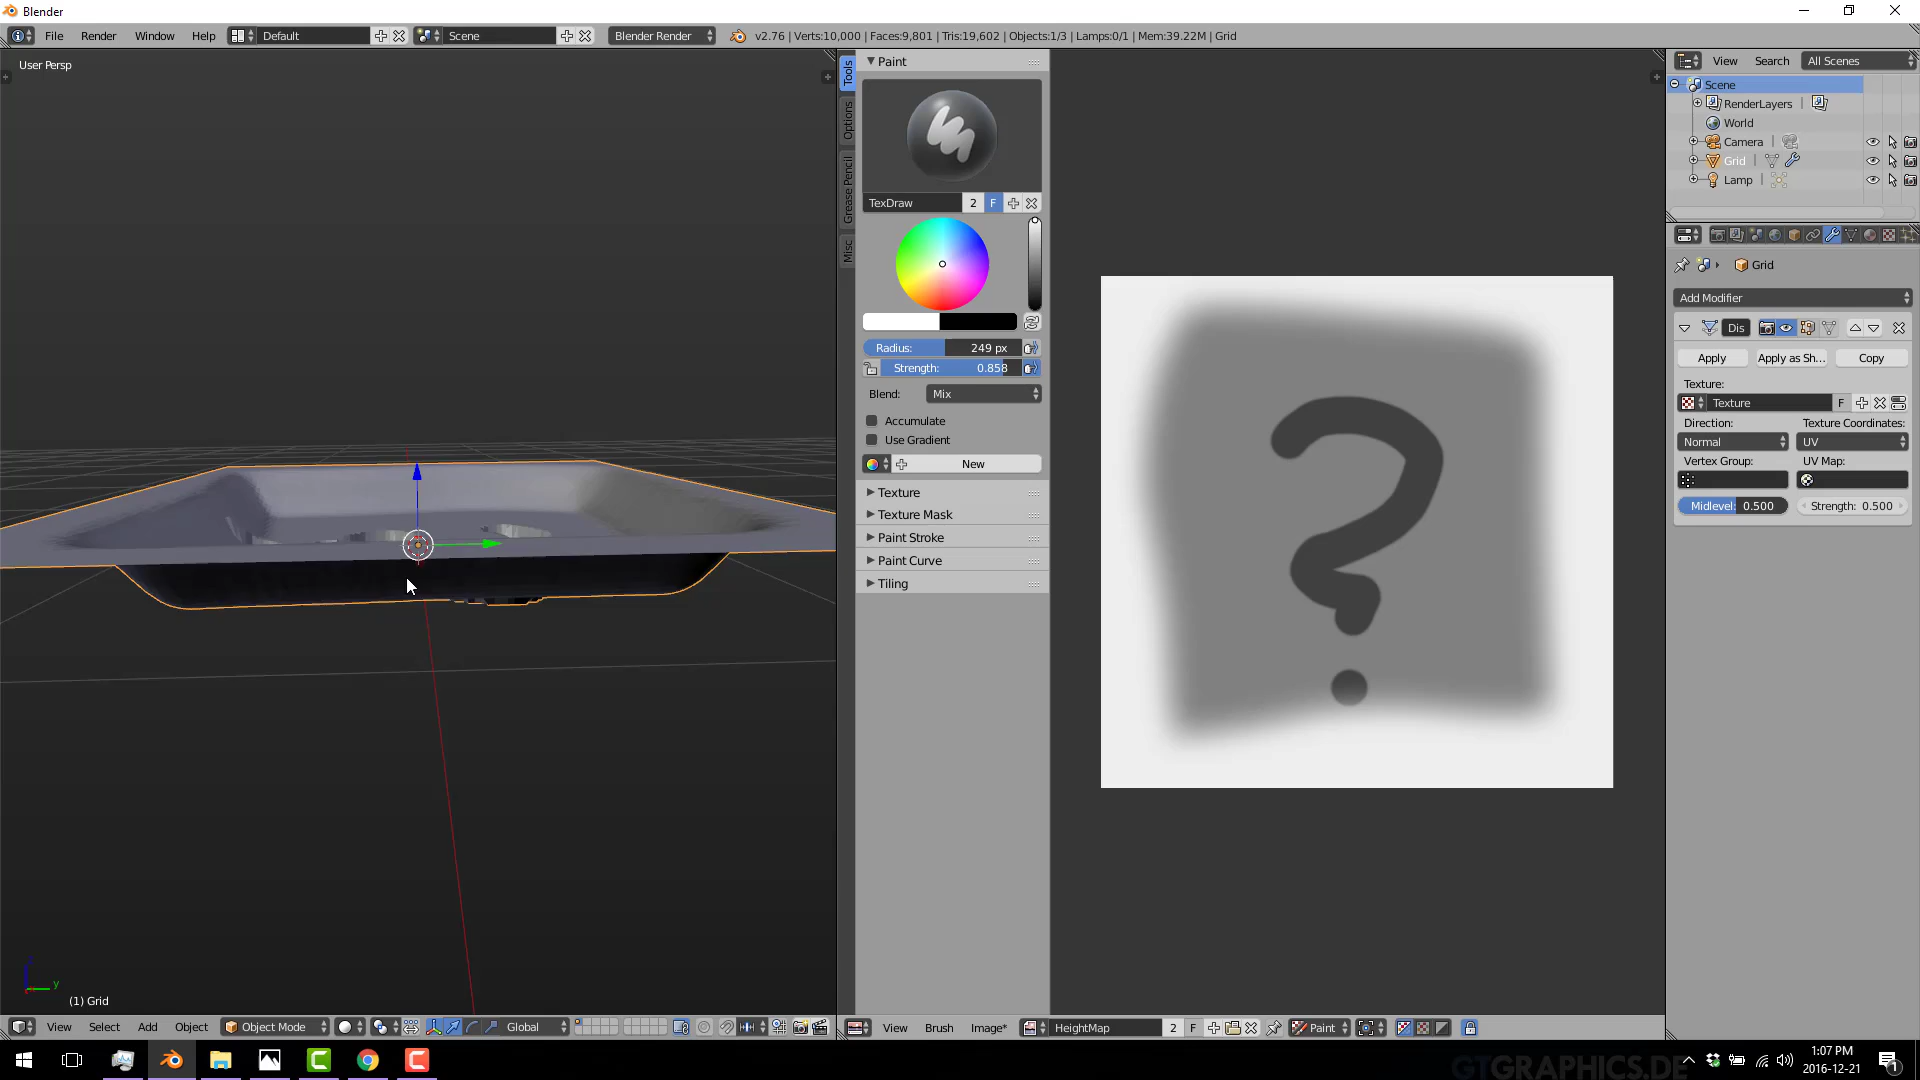 Blender
File Render Window Help Default Scene Blender Render v2.76 | Verts:10,000 | Faces:9,801 | Tris:19,602 | Objects:1/3 | Lamps:0/1 | Mem:39.22M | Grid
User Persp
Tools
Options
Grease Pencil
Misc
Paint
TexDraw 2 F
Radius: 249 px
Strength: 0.858
Blend: Mix
Accumulate
Use Gradient
New
Texture
Texture Mask
Paint Stroke
Paint Curve
Tiling
?
View Search All Scenes
Scene
RenderLayers
World
Camera
Grid
Lamp
Grid
Add Modifier
Dis
Apply Apply as Sh... Copy
Texture:
Texture F
Direction: Texture Coordinates:
Normal UV
Vertex Group: UV Map:
Midlevel: 0.500 Strength: 0.500
y
(1) Grid
View Select Add Object Object Mode Global
View Brush Image* HeightMap 2 F Paint
GTGRAPHICS.DE
1:07 PM
2016-12-21
1